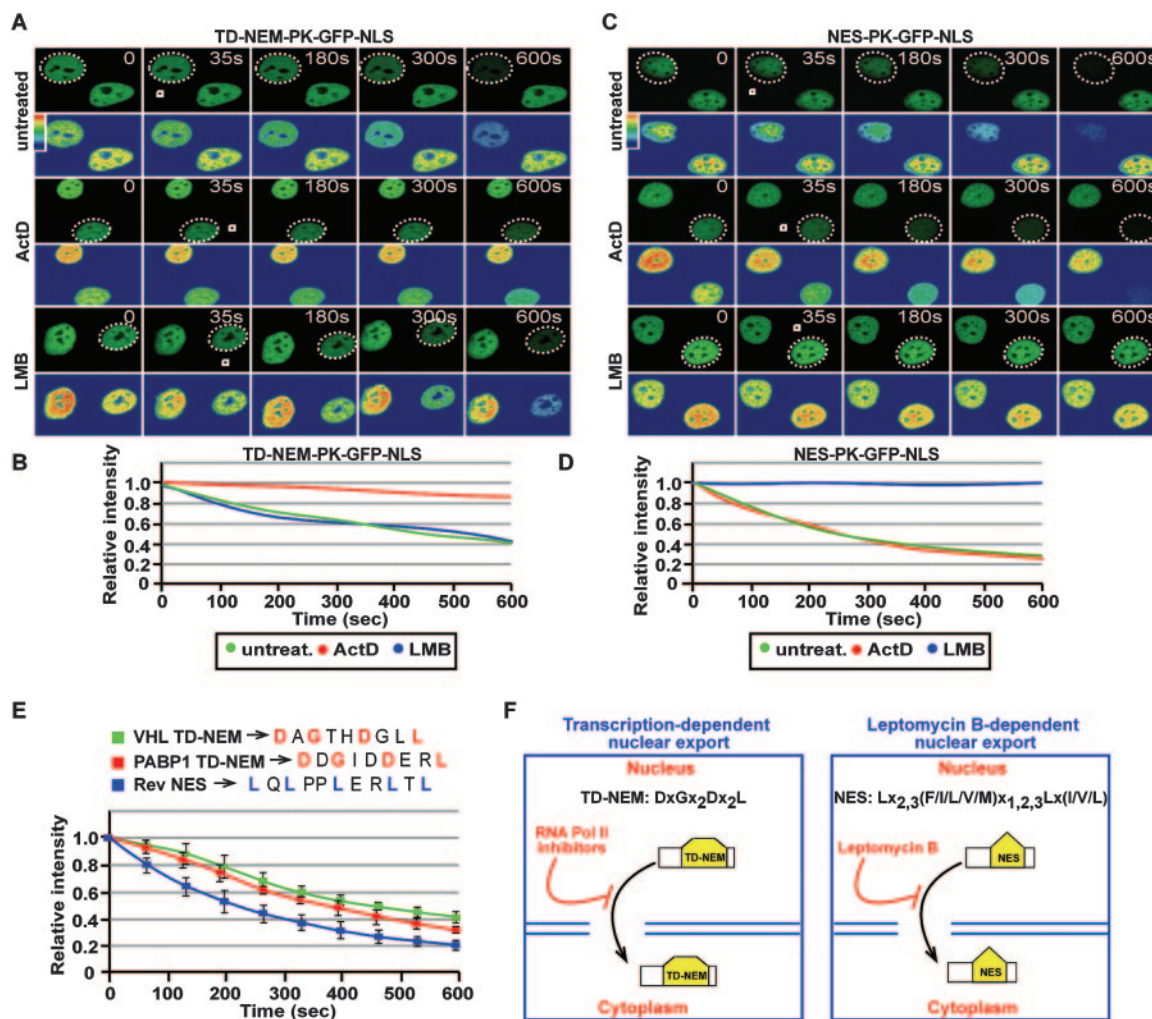 A
TD-NEM-PK-GFP-NLS
untreated
0 35s 180s 300s 600s
ActD
0 35s 180s 300s 600s
LMB
0 35s 180s 300s 600s
C
NES-PK-GFP-NLS
untreated
0 35s 180s 300s 600s
ActD
0 35s 180s 300s 600s
LMB
0 35s 180s 300s 600s
B
TD-NEM-PK-GFP-NLS
Relative intensity
1.0
0.8
0.6
0.4
0.2
0
0 100 200 300 400 500 600
Time (sec)
untreat. ActD LMB
D
NES-PK-GFP-NLS
Relative intensity
1.0
0.8
0.6
0.4
0.2
0
0 100 200 300 400 500 600
Time (sec)
untreat. ActD LMB
E
VHL TD-NEM → D A G T H D G L L
PABP1 TD-NEM → D D G I D D E R L
Rev NES → L Q L P P L E R L T L
Relative intensity
1.0
0.8
0.6
0.4
0.2
0 100 200 300 400 500 600
Time (sec)
F
Transcription-dependent
nuclear export
Nucleus
TD-NEM: DxGx2Dx2L
RNA Pol II
inhibitors
TD-NEM
TD-NEM
Cytoplasm
Leptomycin B-dependent
nuclear export
Nucleus
NES: Lx2,3(F/I/L/V/M)x1,2,3Lx(I/V/L)
Leptomycin B
NES
NES
Cytoplasm